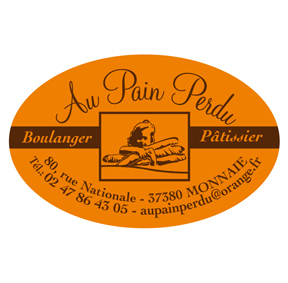 Au Pain Perdu
Boulanger Pâtissier
80, rue Nationale - 37380 MONNAIE
Tél.: 02 47 86 43 05 - aupainperdu@orange.fr